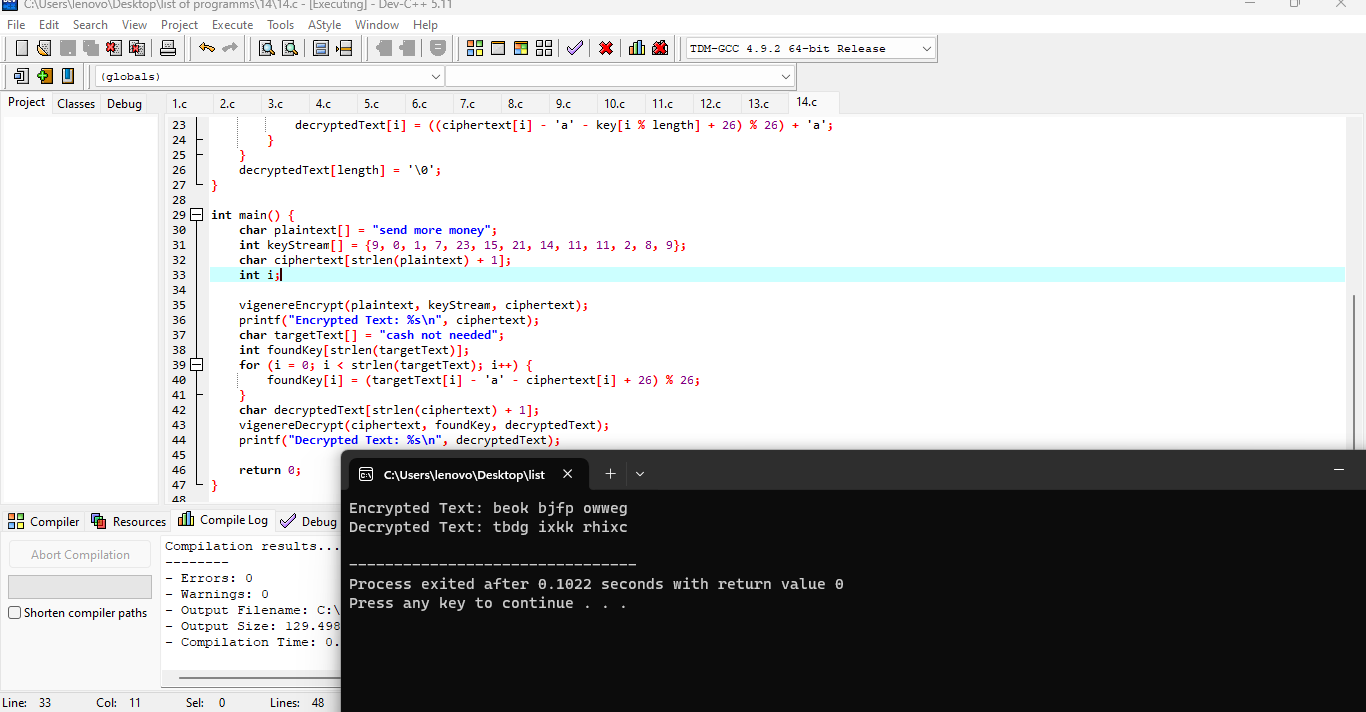 C:\Users\lenovo\Desktop\list of programms\14\14.c - [Executing] - Dev-C++ 5.11
File Edit Search View Project Execute Tools AStyle Window Help
TDM-GCC 4.9.2 64-bit Release
(globals)
Project Classes Debug 1.c 2.c 3.c 4.c 5.c 6.c 7.c 8.c 9.c 10.c 11.c 12.c 13.c 14.c
23 decryptedText[i] = ((ciphertext[i] - 'a' - key[i % length] + 26) % 26) + 'a';
24 }
25 }
26 decryptedText[length] = '\0';
27 }
28
29 int main() {
30 char plaintext[] = "send more money";
31 int keyStream[] = {9, 0, 1, 7, 23, 15, 21, 14, 11, 11, 2, 8, 9};
32 char ciphertext[strlen(plaintext) + 1];
33 int i;
34
35 vigenereEncrypt(plaintext, keyStream, ciphertext);
36 printf("Encrypted Text: %s\n", ciphertext);
37 char targetText[] = "cash not needed";
38 int foundKey[strlen(targetText)];
39 for (i = 0; i < strlen(targetText); i++) {
40 foundKey[i] = (targetText[i] - 'a' - ciphertext[i] + 26) % 26;
41 }
42 char decryptedText[strlen(ciphertext) + 1];
43 vigenereDecrypt(ciphertext, foundKey, decryptedText);
44 printf("Decrypted Text: %s\n", decryptedText);
45
46 return 0;
47 }
48
C:\Users\lenovo\Desktop\list
Encrypted Text: beok bjfp owweg
Decrypted Text: tbdg ixkk rhixc
--------------------------------
Process exited after 0.1022 seconds with return value 0
Press any key to continue . . .
Compiler Resources Compile Log Debug
Abort Compilation
Shorten compiler paths
Compilation results...
--------
- Errors: 0
- Warnings: 0
- Output Filename: C:\
- Output Size: 129.498
- Compilation Time: 0.
Line: 33 Col: 11 Sel: 0 Lines: 48